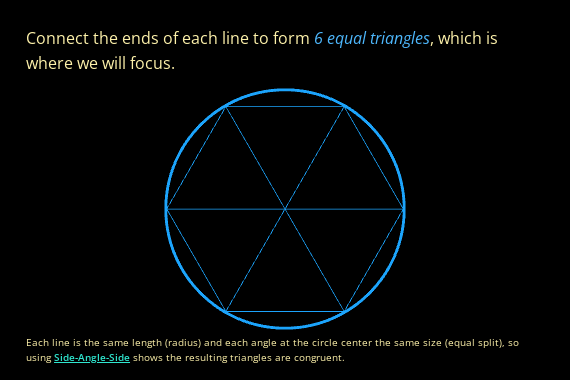 Connect the ends of each line to form 6 equal triangles, which is
where we will focus.
Each line is the same length (radius) and each angle at the circle center the same size (equal split), so
using Side-Angle-Side shows the resulting triangles are congruent.